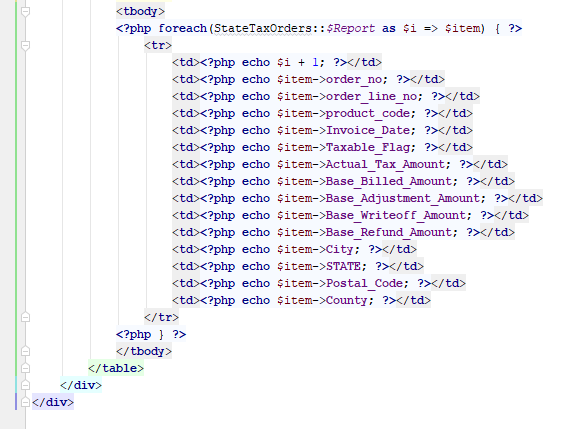 <tbody>
<?php foreach(StateTaxOrders::$Report as $i => $item) { ?>
<tr>
<td><?php echo $i + 1; ?></td>
<td><?php echo $item->order_no; ?></td>
<td><?php echo $item->order_line_no; ?></td>
<td><?php echo $item->product_code; ?></td>
<td><?php echo $item->Invoice_Date; ?></td>
<td><?php echo $item->Taxable_Flag; ?></td>
<td><?php echo $item->Actual_Tax_Amount; ?></td>
<td><?php echo $item->Base_Billed_Amount; ?></td>
<td><?php echo $item->Base_Adjustment_Amount; ?></td>
<td><?php echo $item->Base_Writeoff_Amount; ?></td>
<td><?php echo $item->Base_Refund_Amount; ?></td>
<td><?php echo $item->City; ?></td>
<td><?php echo $item->STATE; ?></td>
<td><?php echo $item->Postal_Code; ?></td>
<td><?php echo $item->County; ?></td>
</tr>
<?php } ?>
</tbody>
</table>
</div>
</div>